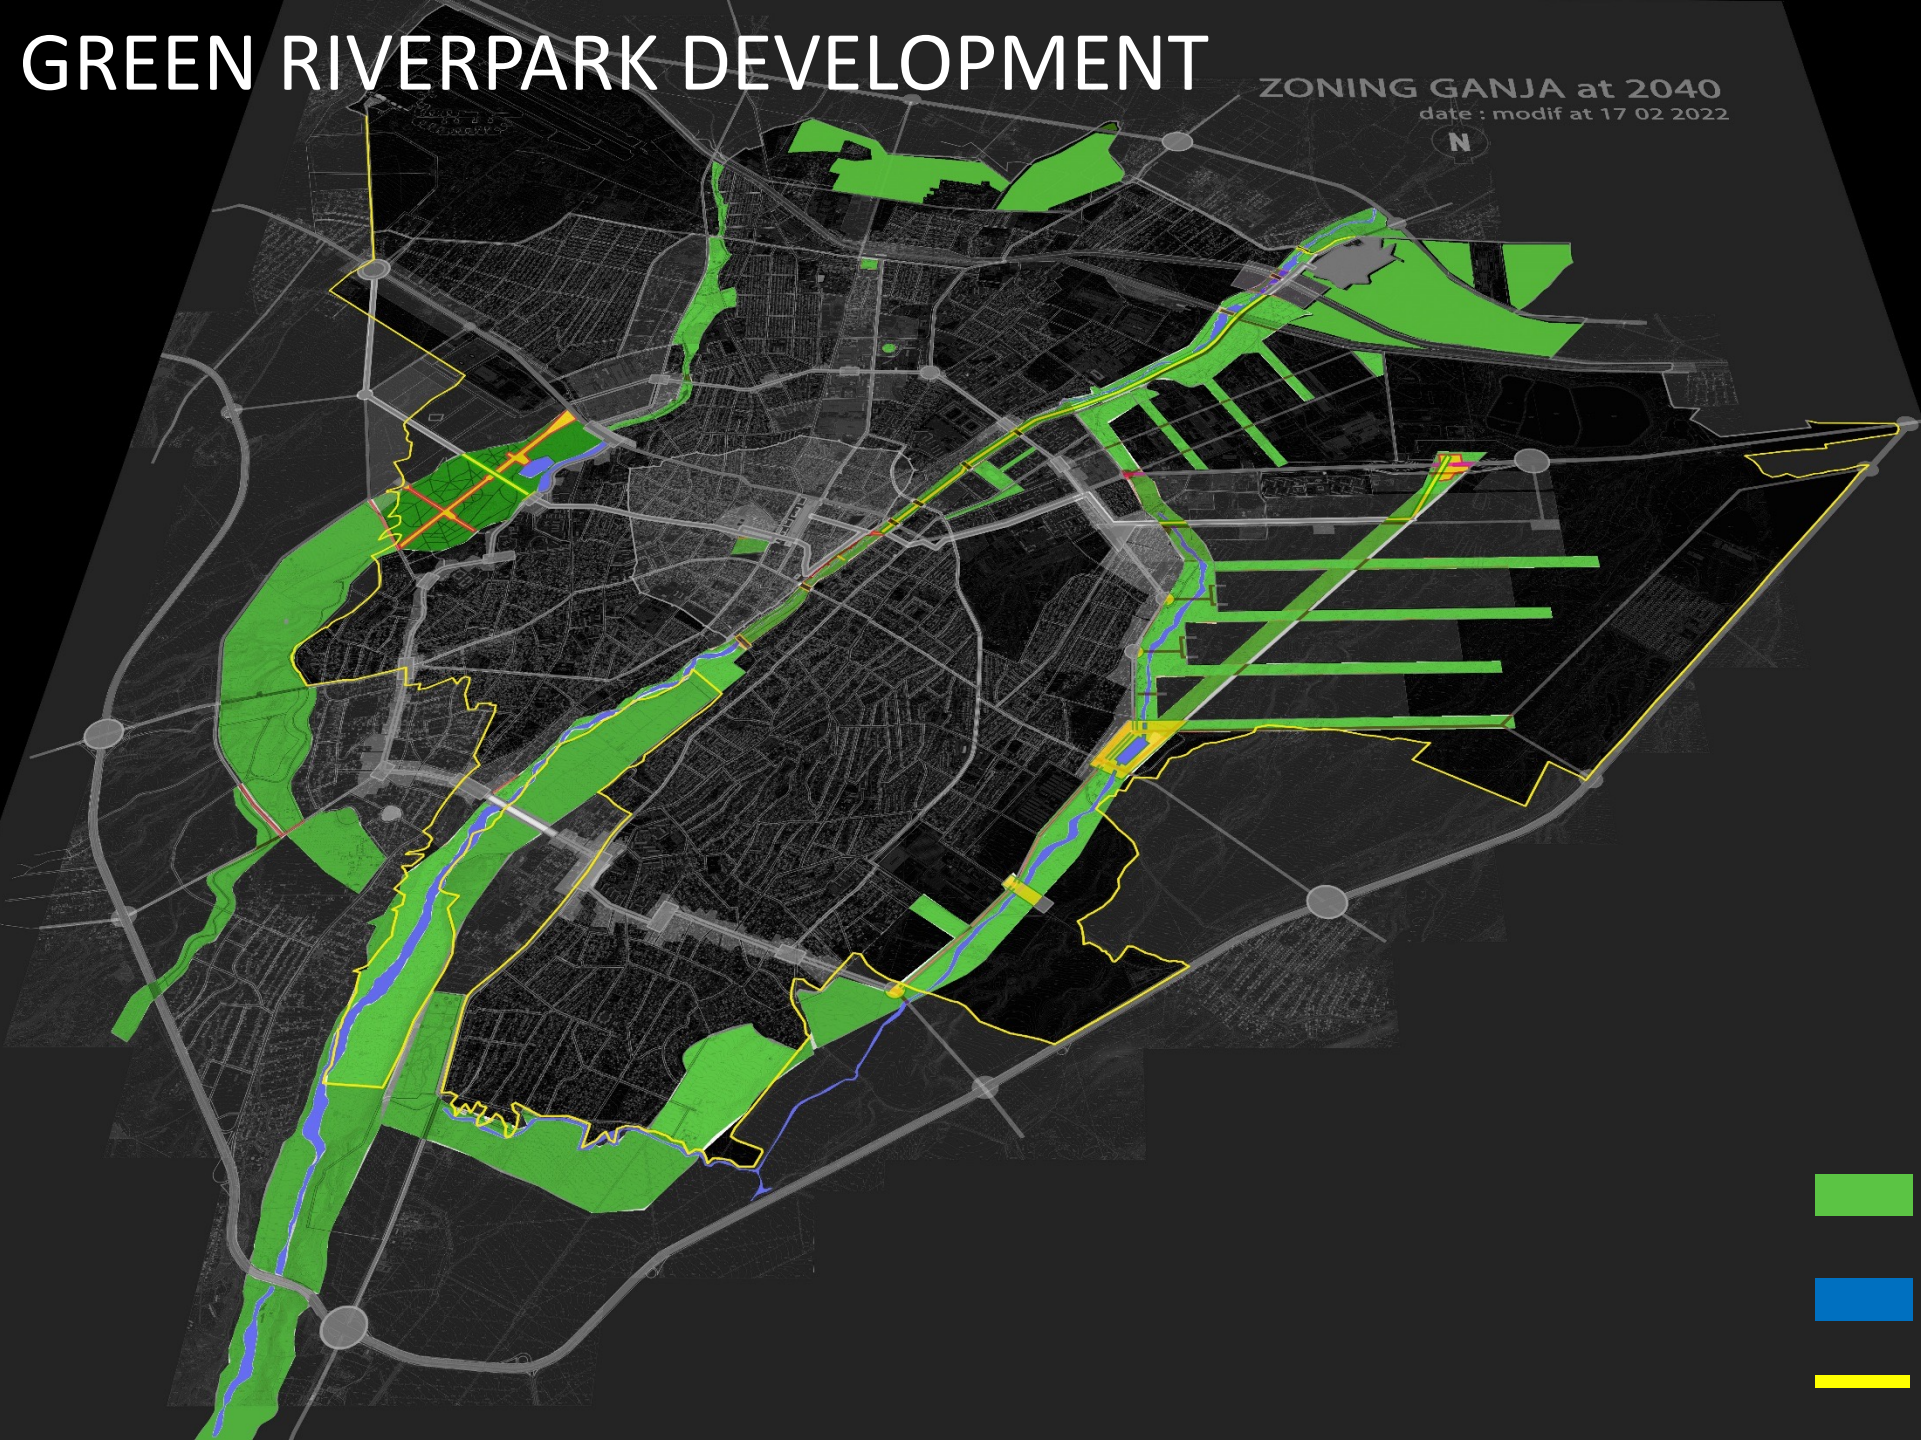 GREEN RIVERPARK DEVELOPMENT
ZONING GANJA at 2040
date : modif at 17 02 2022
N